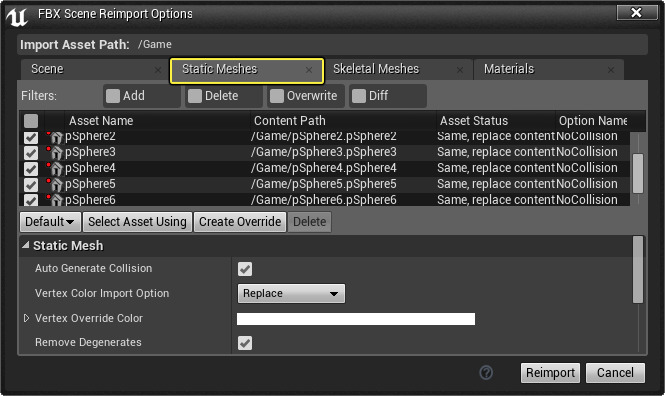 FBX Scene Reimport Options
Import Asset Path: /Game
Scene Static Meshes Skeletal Meshes Materials
Filters: Add Delete Overwrite Diff
Asset Name Content Path Asset Status Option Name
pSphere2 /Game/pSphere2.pSphere2 Same, replace content NoCollision
pSphere3 /Game/pSphere3.pSphere3 Same, replace content NoCollision
pSphere4 /Game/pSphere4.pSphere4 Same, replace content NoCollision
pSphere5 /Game/pSphere5.pSphere5 Same, replace content NoCollision
pSphere6 /Game/pSphere6.pSphere6 Same, replace content NoCollision
Default Select Asset Using Create Override Delete
Static Mesh
Auto Generate Collision
Vertex Color Import Option Replace
Vertex Override Color
Remove Degenerates
? Reimport Cancel